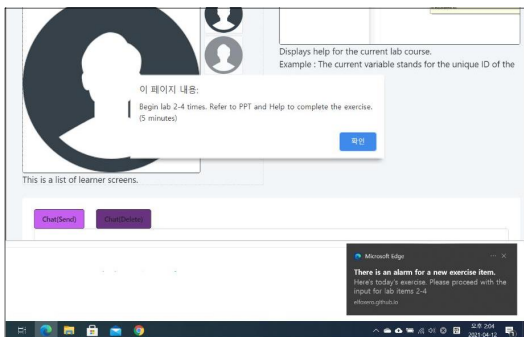 Displays help for the current lab course.
Example : The current variable stands for the unique ID of the
이 페이지 내용:
Begin lab 2-4 times. Refer to PPT and Help to complete the exercise.
(5 minutes)
확인
This is a list of learner screens.
Chat(Send)
Chat(Delete)
Microsoft Edge
There is an alarm for a new exercise item.
Here's today's exercise. Please proceed with the
input for lab items 2-4
elfovers.github.io
오후 2:04
2021-04-12